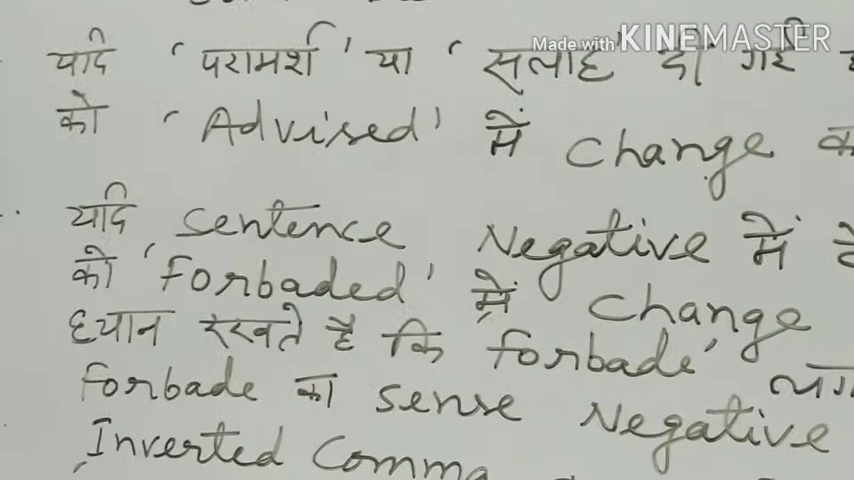 Made with KINEMASTER
यदि 'परामर्श' या 'सलाह' दी गई
को 'Advised' में Change
यदि Sentence Negative में
को 'Forbaded' में Change
ध्यान रखते है कि forbade'
forbade का sense Negative
Inverted Comma